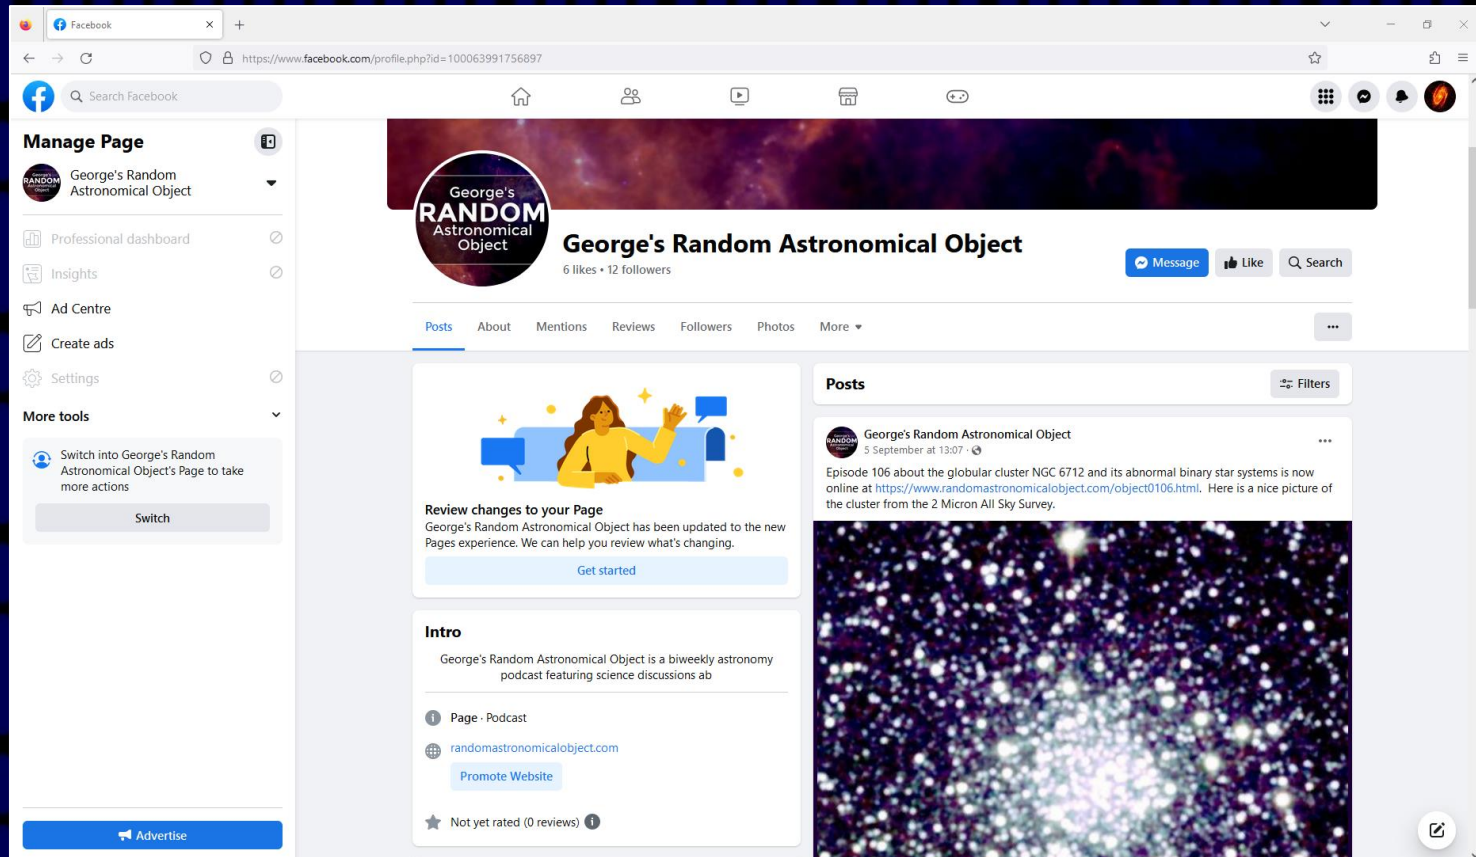 Facebook
https://www.facebook.com/profile.php?id=100063991756897
Search Facebook
Manage Page
George's Random
Astronomical Object
Professional dashboard
Insights
Ad Centre
Create ads
Settings
More tools
Switch into George's Random
Astronomical Object's Page to take
more actions
Switch
Advertise
George's
RANDOM
Astronomical
Object
George's Random Astronomical Object
6 likes • 12 followers
Message
Like
Search
Posts
About
Mentions
Reviews
Followers
Photos
More
Review changes to your Page
George's Random Astronomical Object has been updated to the new
Pages experience. We can help you review what's changing.
Get started
Intro
George's Random Astronomical Object is a biweekly astronomy
podcast featuring science discussions ab
Page · Podcast
randomastronomicalobject.com
Promote Website
Not yet rated (0 reviews)
Posts
Filters
George's Random Astronomical Object
5 September at 13:07 ·
Episode 106 about the globular cluster NGC 6712 and its abnormal binary star systems is now
online at https://www.randomastronomicalobject.com/object0106.html. Here is a nice picture of
the cluster from the 2 Micron All Sky Survey.